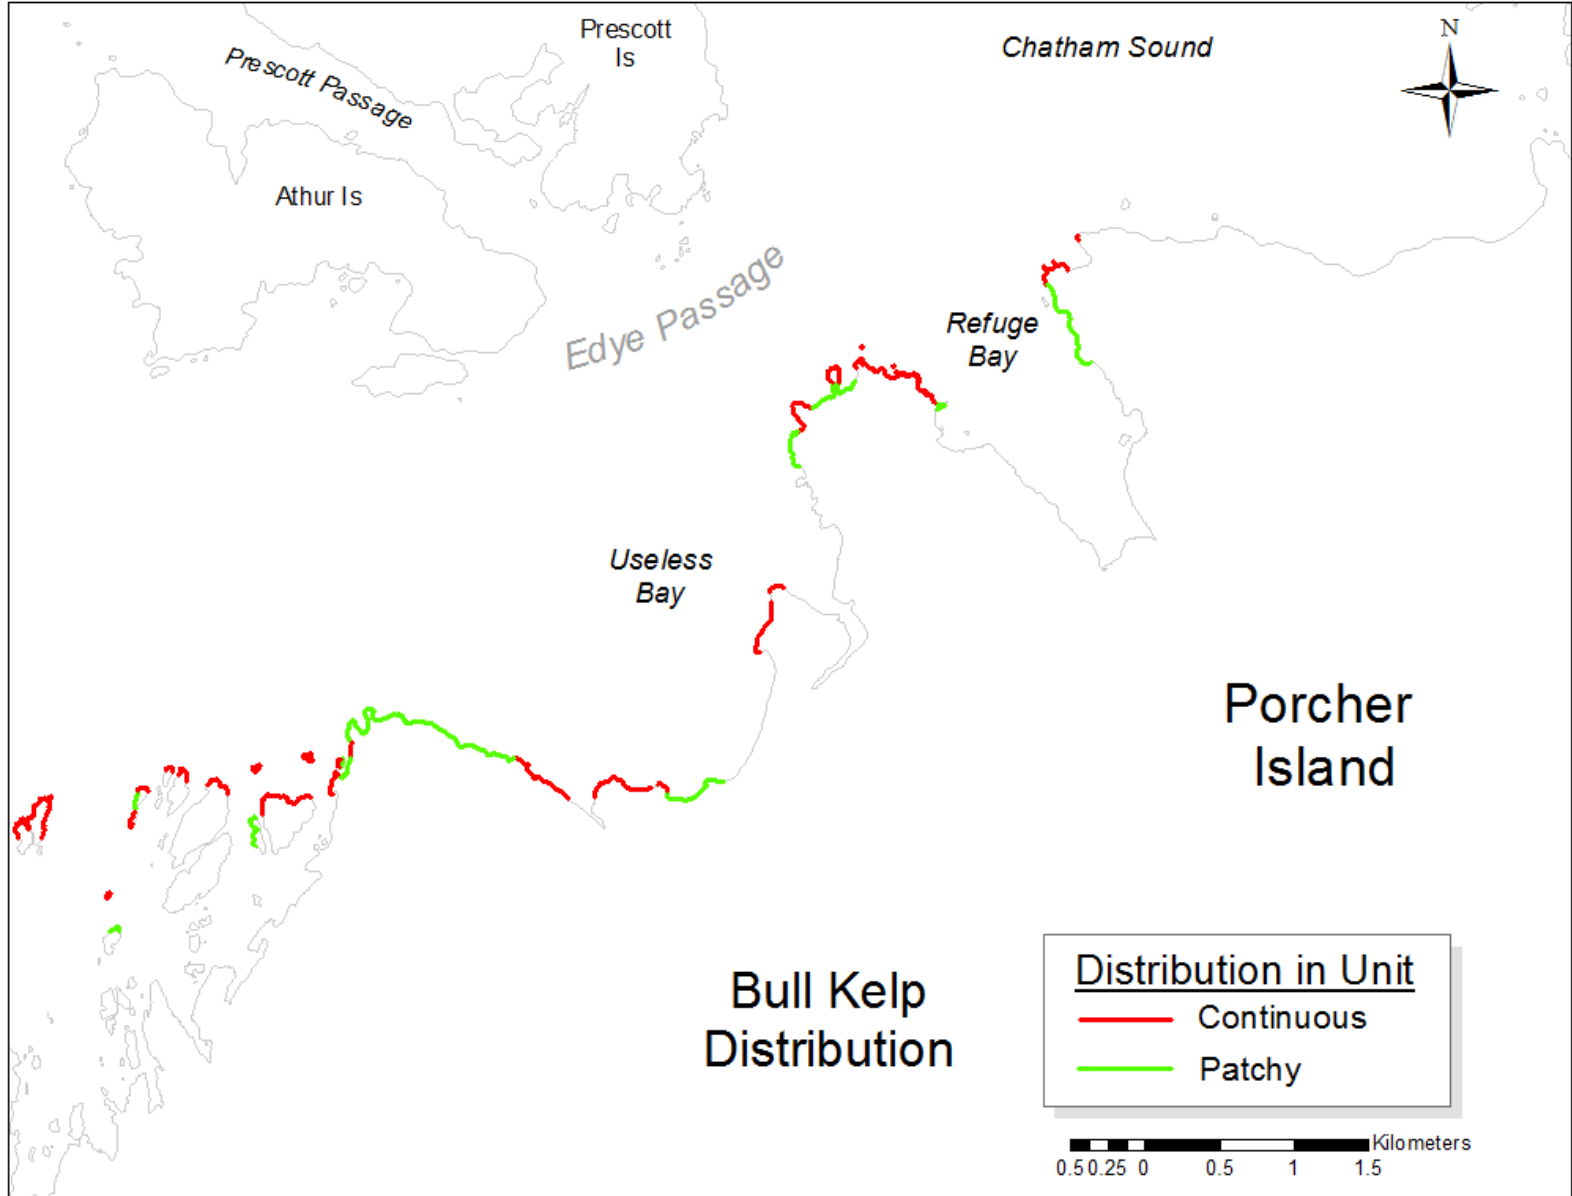 Prescott
Is
Chatham Sound
N
Prescott Passage
Athur Is
Edye Passage
Refuge
Bay
Useless
Bay
Porcher
Island
Bull Kelp
Distribution
Distribution in Unit
Continuous
Patchy
Kilometers
0.5 0.25 0 0.5 1 1.5